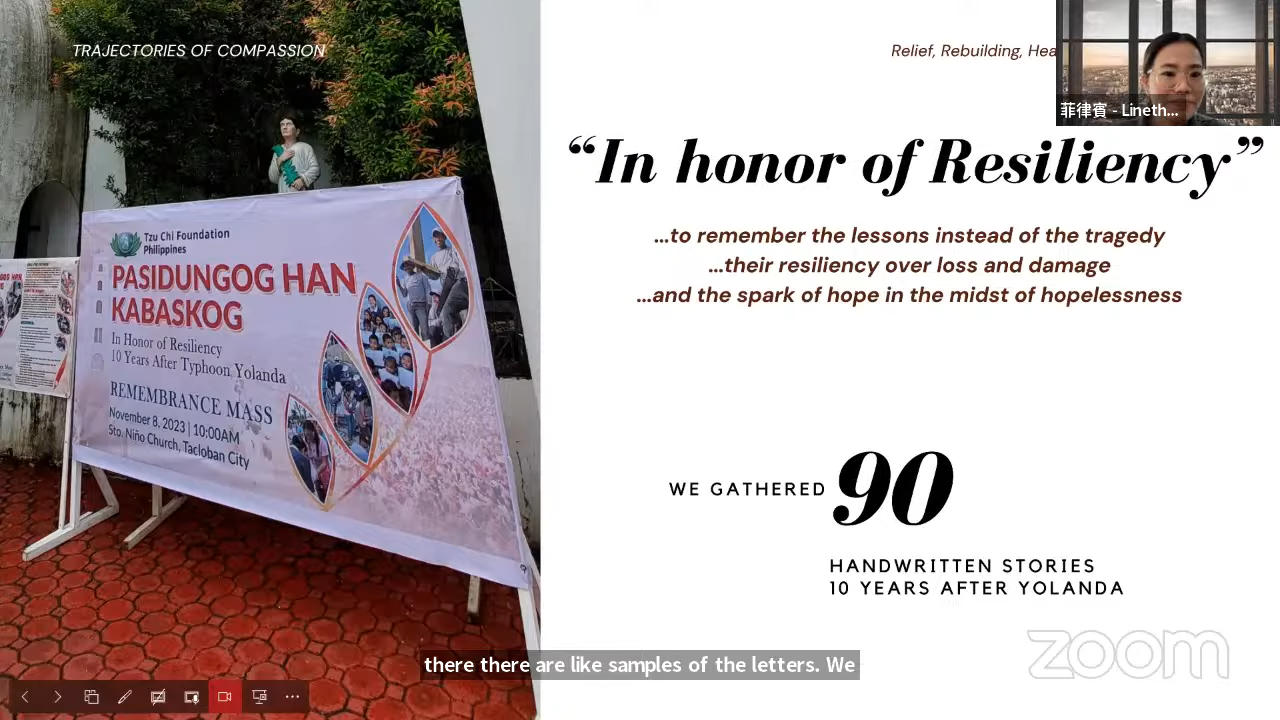 TRAJECTORIES OF COMPASSION
Relief, Rebuilding, Hea
菲律賓 - Lineth...
“In honor of Resiliency”
...to remember the lessons instead of the tragedy
...their resiliency over loss and damage
...and the spark of hope in the midst of hopelessness
Tzu Chi Foundation
Philippines
PASIDUNGOG HAN
KABASKOG
In Honor of Resiliency
10 Years After Typhoon Yolanda
REMEMBRANCE MASS
November 8, 2023 | 10:00AM
Sto. Niño Church, Tacloban City
WE GATHERED 90
HANDWRITTEN STORIES
10 YEARS AFTER YOLANDA
there there are like samples of the letters. We
zoom